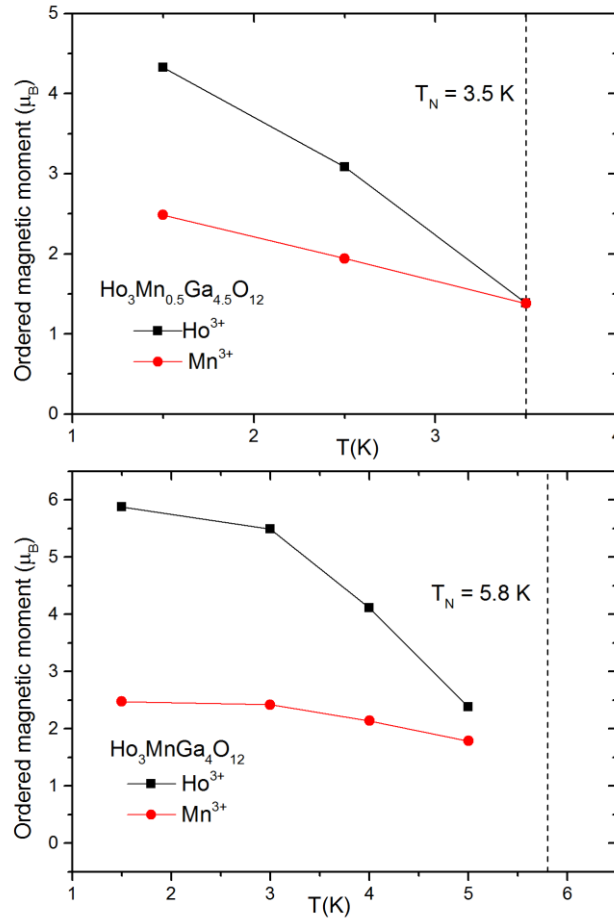 5
4
3
2
1
0
Ordered magnetic moment (μB)
TN = 3.5 K
Ho3Mn0.5Ga4.5O12
Ho3+
Mn3+
1 2 3 4
T(K)
6
5
4
3
2
1
0
Ordered magnetic moment (μB)
TN = 5.8 K
Ho3MnGa4O12
Ho3+
Mn3+
1 2 3 4 5 6
T(K)